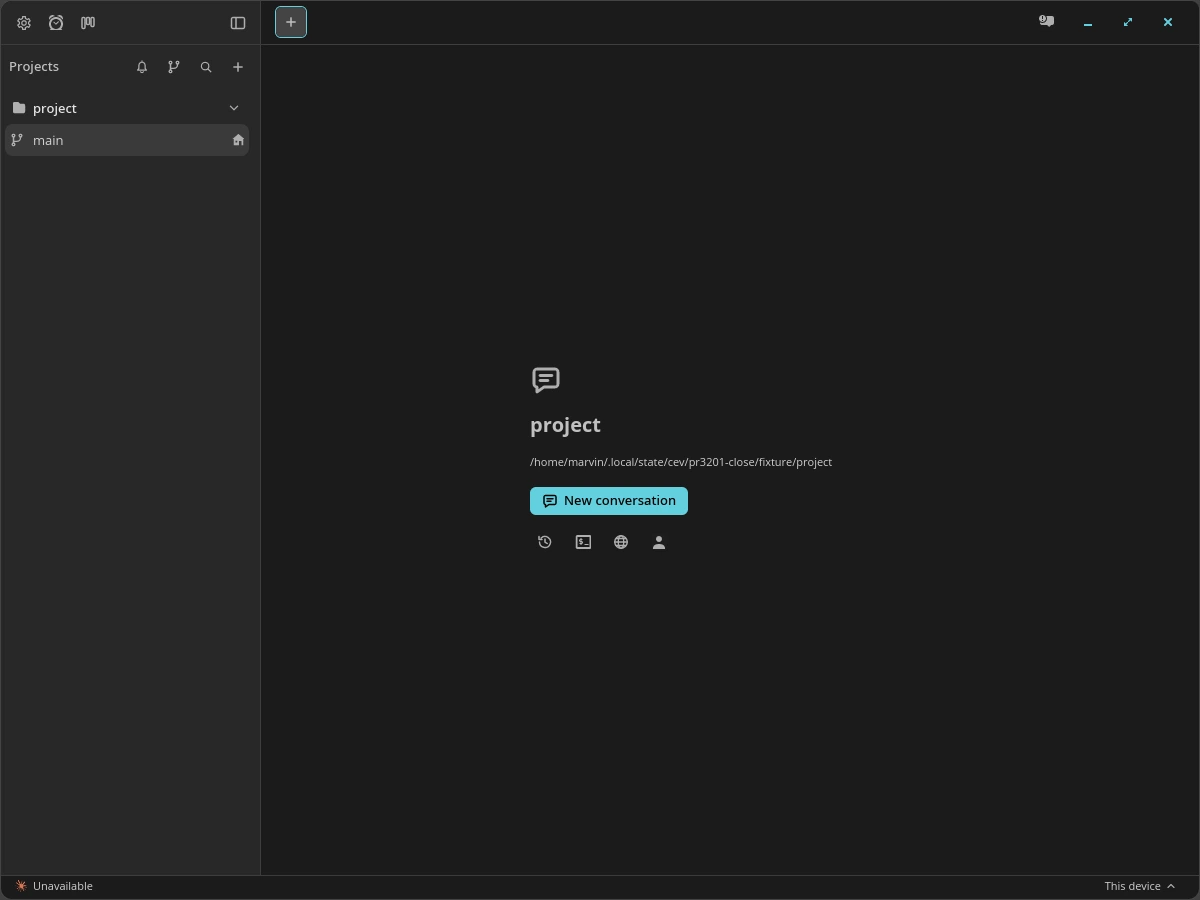 Projects
project
main
project
/home/marvin/.local/state/cev/pr3201-close/fixture/project
New conversation
Unavailable
This device